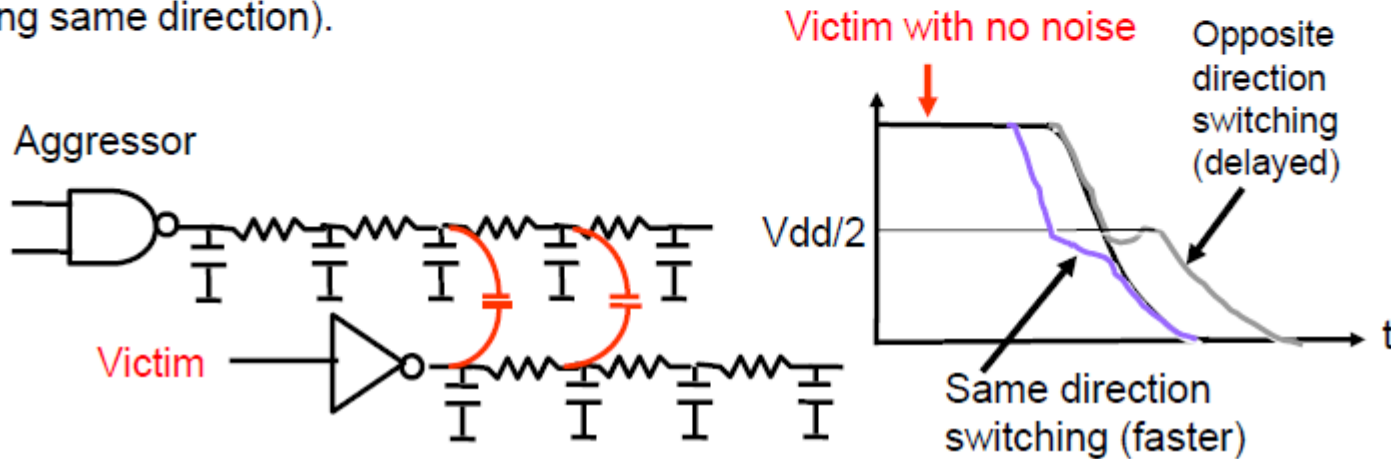 ng same direction).
Victim with no noise
Opposite
direction
switching
(delayed)
Aggressor
Vdd/2
t
Victim
Same direction
switching (faster)